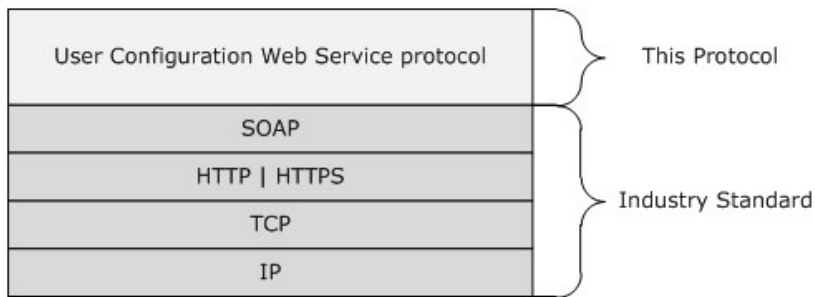 User Configuration Web Service protocol
This Protocol
SOAP
HTTP | HTTPS
TCP
IP
Industry Standard